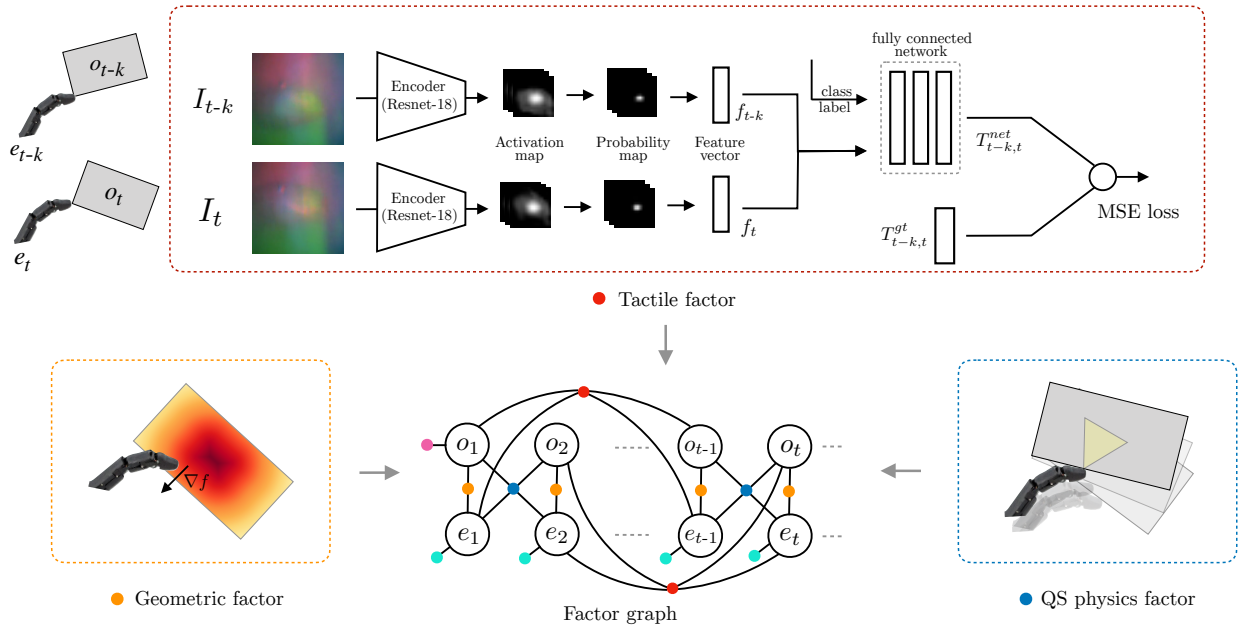 o_{t-k}
e_{t-k}
o_t
e_t
I_{t-k}
Encoder
(Resnet-18)
Activation
map
Probability
map
Feature
vector
f_{t-k}
I_t
Encoder
(Resnet-18)
f_t
class
label
fully connected
network
T^{net}_{t-k,t}
T^{gt}_{t-k,t}
MSE loss
Tactile factor
∇f
Geometric factor
o_1
o_2
o_{t-1}
o_t
e_1
e_2
e_{t-1}
e_t
Factor graph
QS physics factor